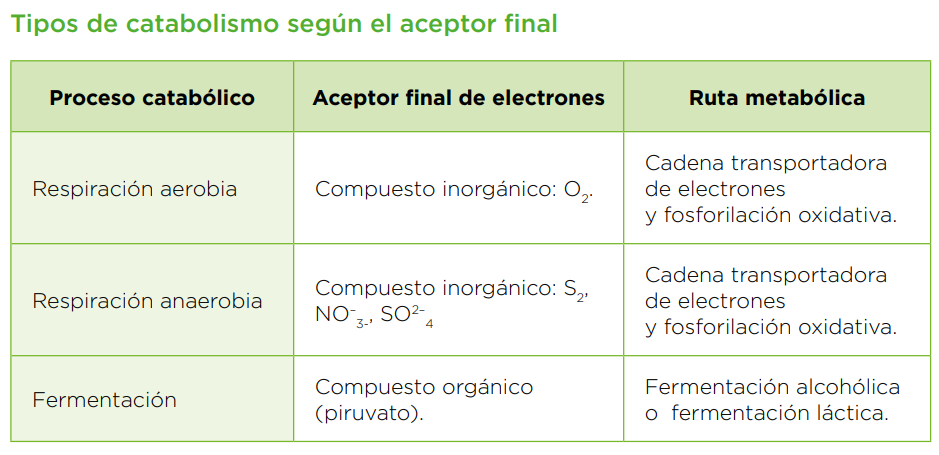 Tipos de catabolismo según el aceptor final
Proceso catabólico
Aceptor final de electrones
Ruta metabólica
Respiración aerobia
Compuesto inorgánico: O₂.
Cadena transportadora
de electrones
y fosforilación oxidativa.
Respiración anaerobia
Compuesto inorgánico: S₂,
NO⁻₃₋, SO²⁻₄
Cadena transportadora
de electrones
y fosforilación oxidativa.
Fermentación
Compuesto orgánico
(piruvato).
Fermentación alcohólica
o fermentación láctica.